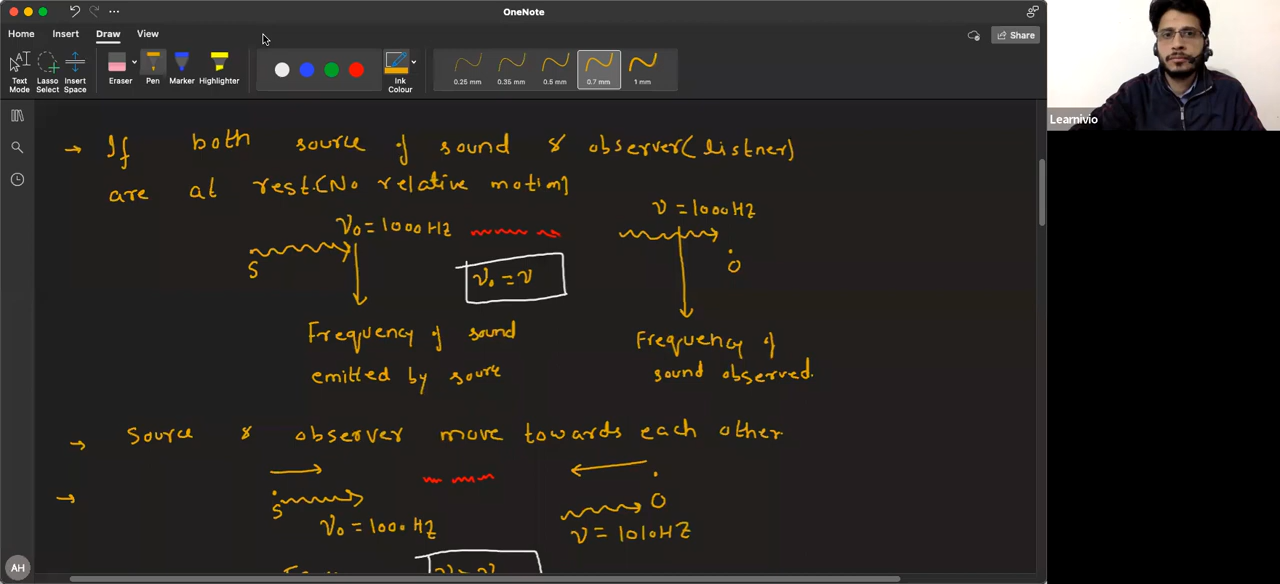 OneNote
Home Insert Draw View
Share
Text Mode
Lasso Select
Insert Space
Eraser
Pen
Marker
Highlighter
Ink Colour
0.25 mm
0.35 mm
0.5 mm
0.7 mm
1 mm
Learnivio
→ If both source of sound & observer(listner)
are at rest.(No relative motion]
ν₀ = 1000 HZ
ν = 1000 HZ
S
O
ν₀ = ν
Frequency of sound
emitted by sourc
Frequency of
sound observed.
→ Source & observer move towards each other
→
S
O
ν₀ = 1000 HZ
ν = 1010 HZ
AH